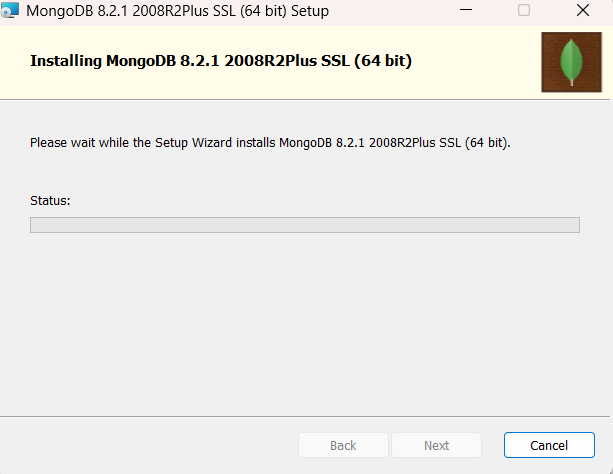 MongoDB 8.2.1 2008R2Plus SSL (64 bit) Setup
Installing MongoDB 8.2.1 2008R2Plus SSL (64 bit)
Please wait while the Setup Wizard installs MongoDB 8.2.1 2008R2Plus SSL (64 bit).
Status:
Back Next Cancel